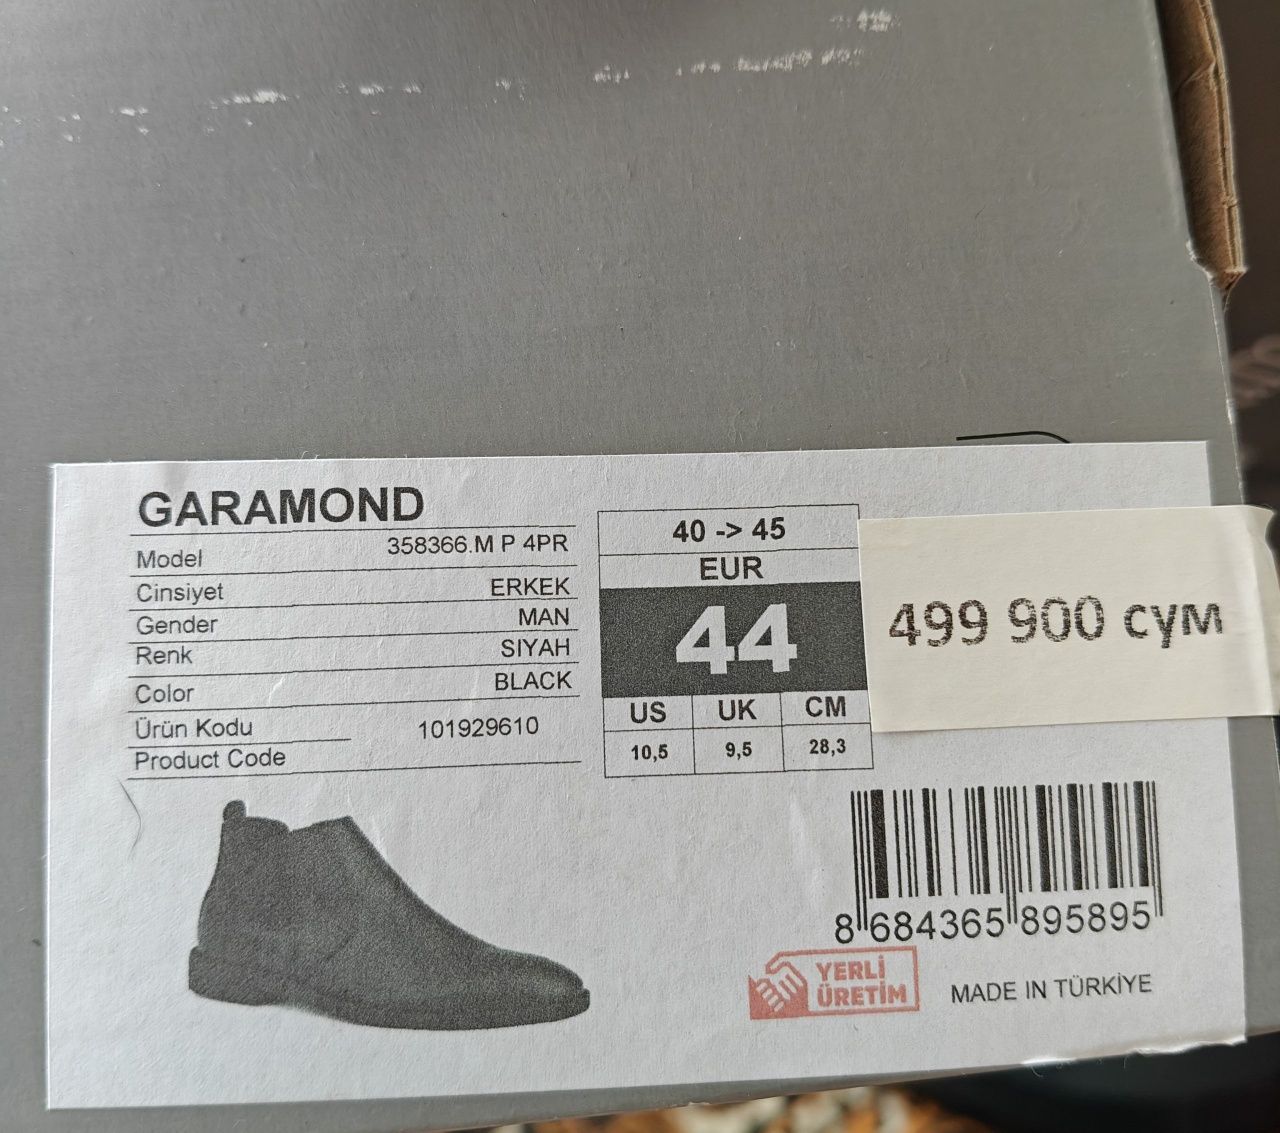 GARAMOND
Model 358366.M P 4PR
Cinsiyet ERKEK
Gender MAN
Renk SIYAH
Color BLACK
Ürün Kodu 101929610
Product Code
40 -> 45
EUR
44
US UK CM
10,5 9,5 28,3
499 900 сум
8 684365 895895
YERLİ
ÜRETİM
MADE IN TÜRKİYE